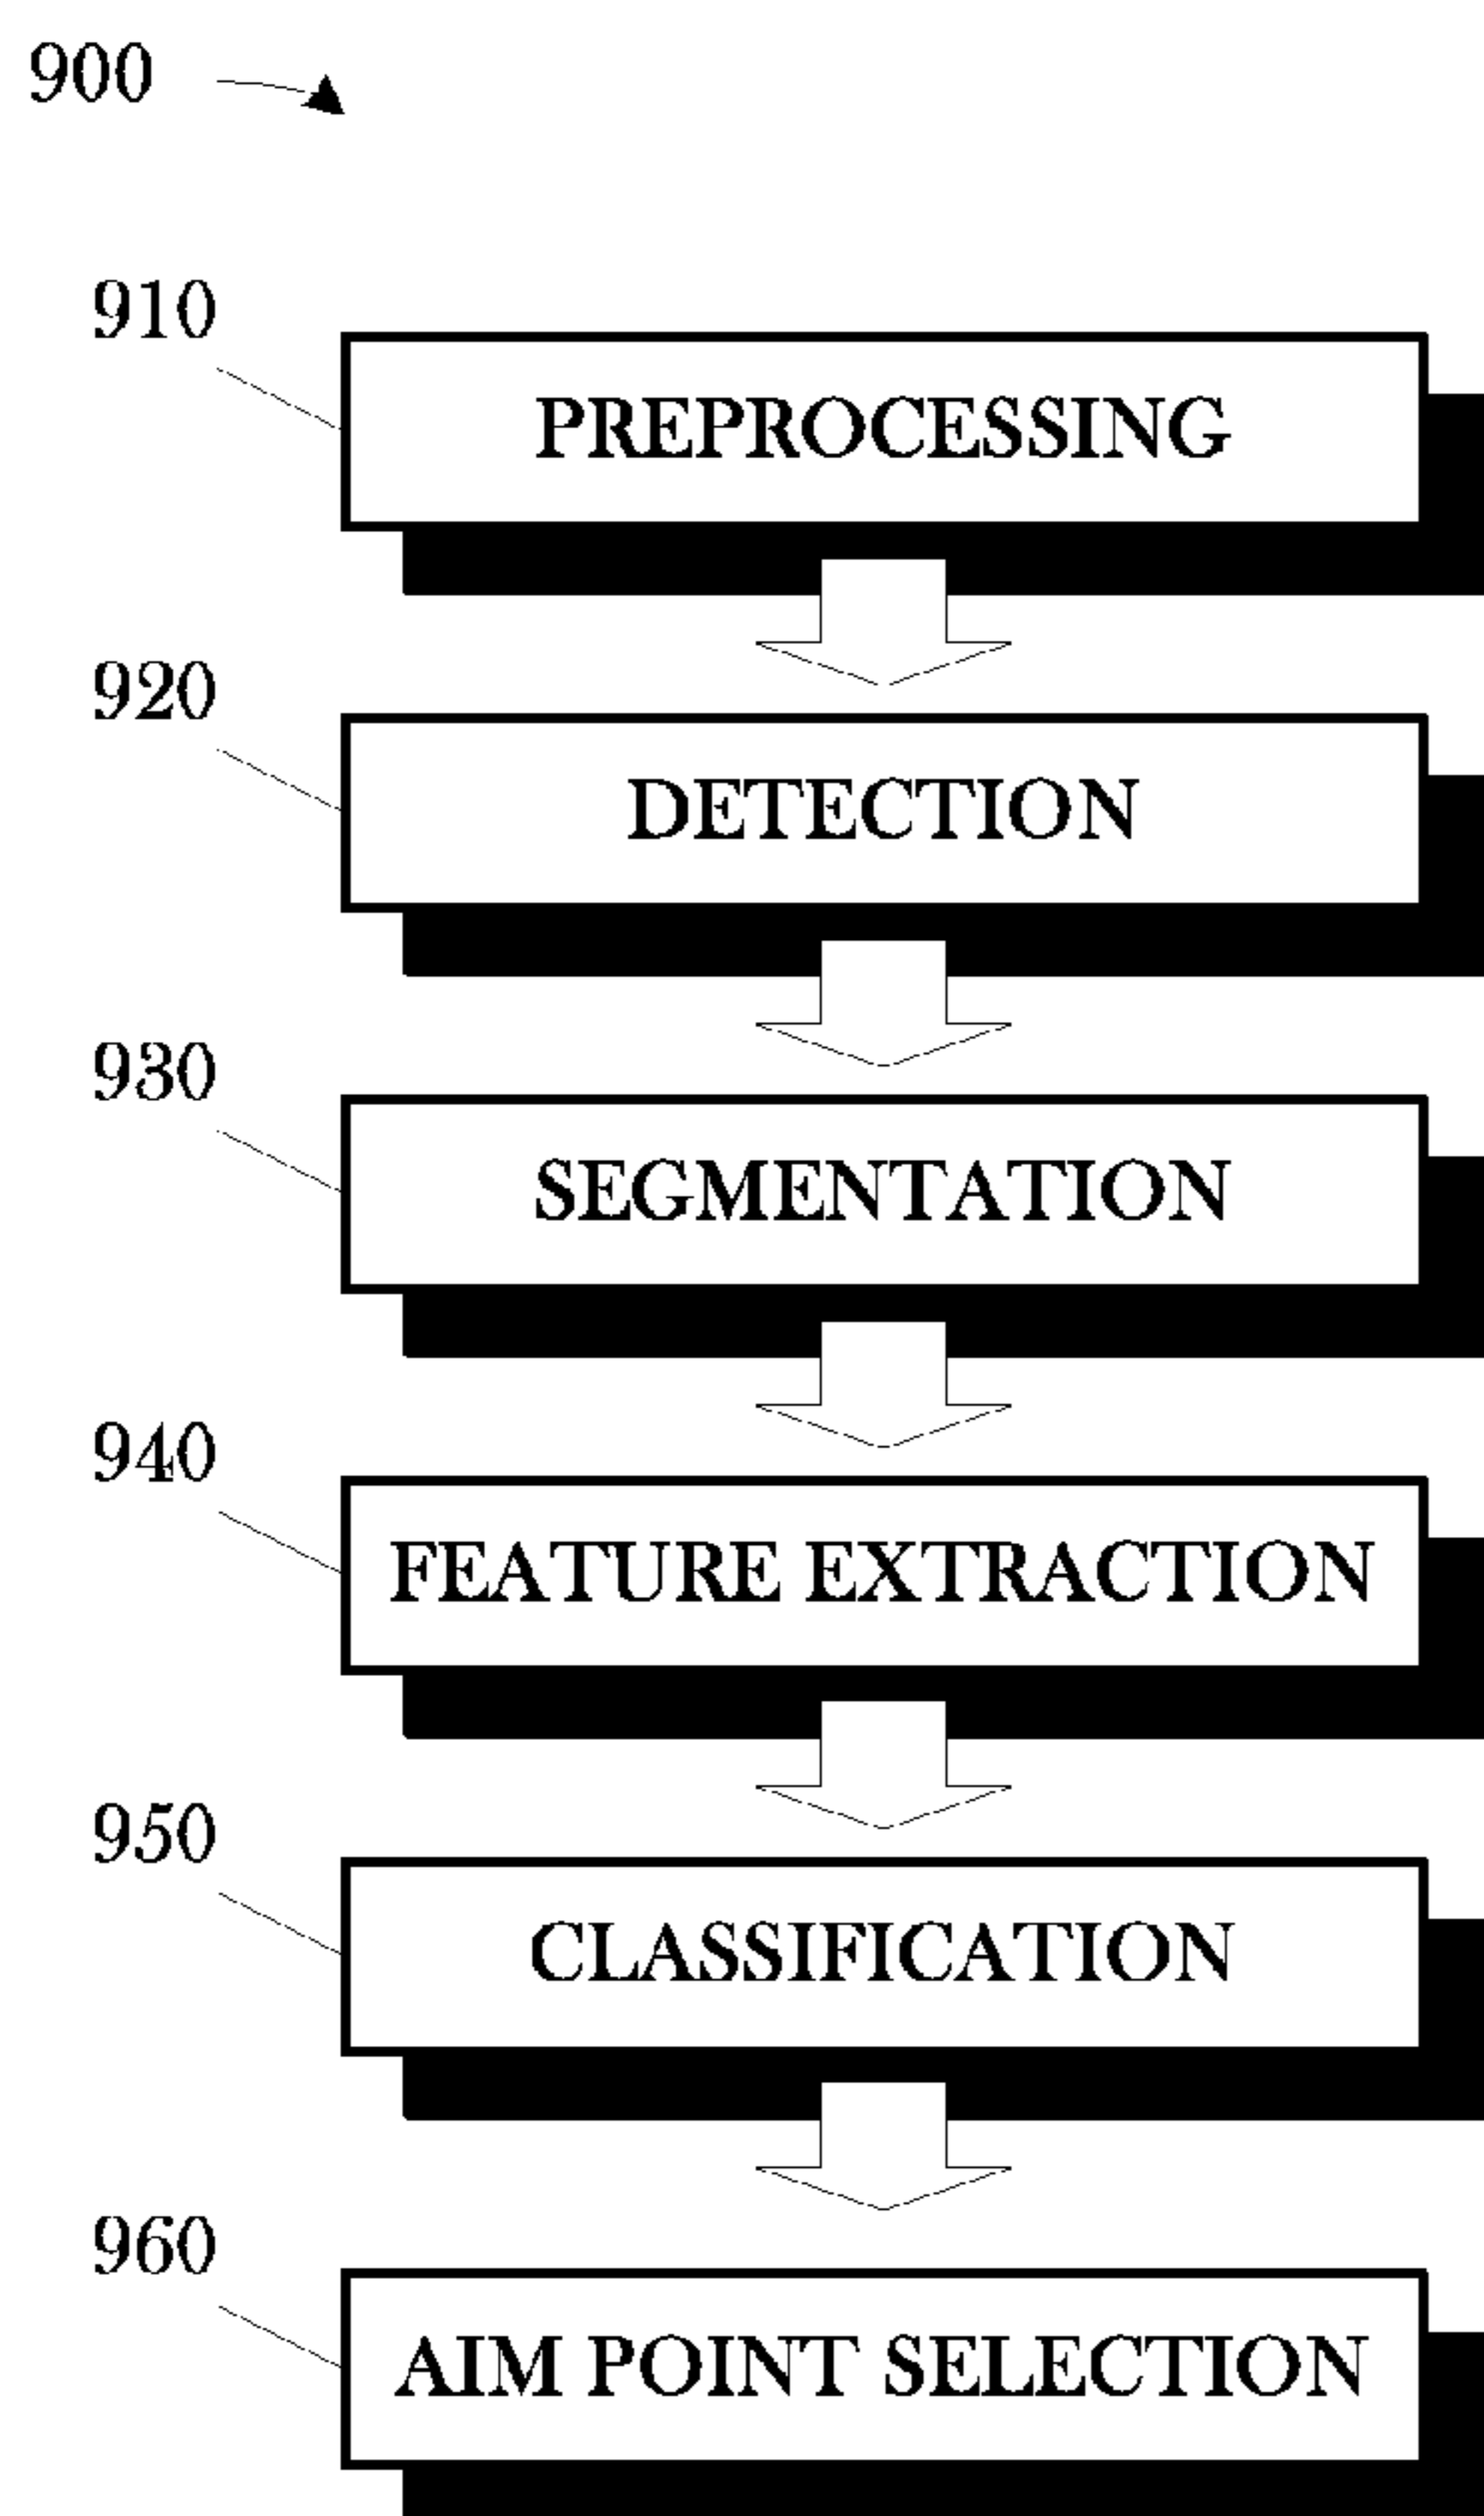 900
910
PREPROCESSING
920
DETECTION
930
SEGMENTATION
940
FEATURE EXTRACTION
950
CLASSIFICATION
960
AIM POINT SELECTION